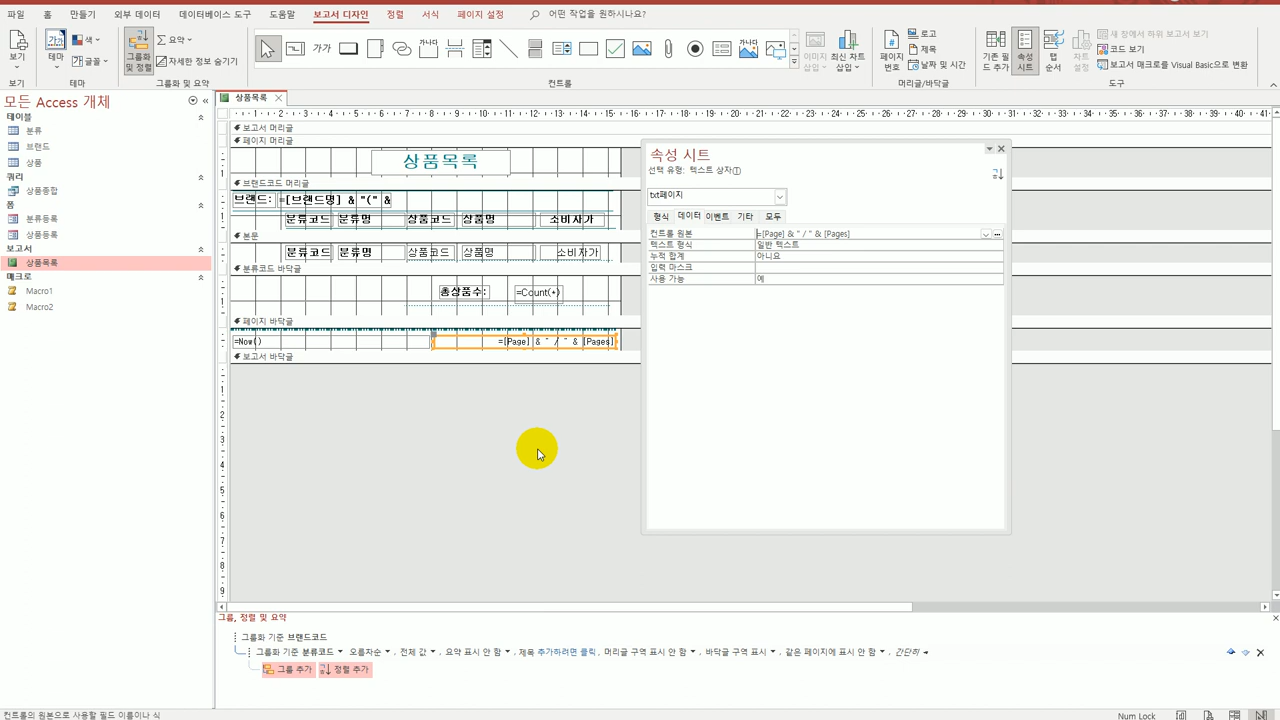 파일 홈 만들기 외부 데이터 데이터베이스 도구 도움말 보고서 디자인 정렬 서식 페이지 설정 어떤 작업을 원하시나요?
보기
보기
테마
색
글꼴
테마
그룹화 및 정렬
요약
자세한 정보 숨기기
그룹화 및 요약
가가
가나다
가나다
컨트롤
이미지 삽입
최신 차트 삽입
페이지 번호
로고
제목
날짜 및 시간
머리글/바닥글
기존 필드 추가
속성 시트
탭 순서
차트 설정
새 창에서 하위 보고서 보기
코드 보기
보고서 매크로를 Visual Basic으로 변환
도구
모든 Access 개체
테이블
분류
브랜드
상품
쿼리
상품종합
폼
분류등록
상품등록
보고서
상품목록
매크로
Macro1
Macro2
상품목록
보고서 머리글
페이지 머리글
상품목록
브랜드코드 머리글
브랜드: =[브랜드명] & "(" &
분류코드 분류명 상품코드 상품명 소비자가
본문
분류코드 분류명 상품코드 상품명 소비자가
분류코드 바닥글
총상품수: =Count(*)
페이지 바닥글
=Now() =[Page] & " / " & [Pages]
보고서 바닥글
속성 시트
선택 유형: 텍스트 상자(T)
txt페이지
형식 데이터 이벤트 기타 모두
컨트롤 원본 =[Page] & " / " & [Pages]
텍스트 형식 일반 텍스트
누적 합계 아니요
입력 마스크
사용 가능 예
그룹, 정렬 및 요약
그룹화 기준 브랜드코드
그룹화 기준 분류코드 오름차순, 전체 값, 요약 표시 안 함, 제목 추가하려면 클릭, 머리글 구역 표시 안 함, 바닥글 구역 표시, 같은 페이지에 표시 안 함, 간단히
그룹 추가 정렬 추가
컨트롤의 원본으로 사용할 필드 이름이나 식
Num Lock